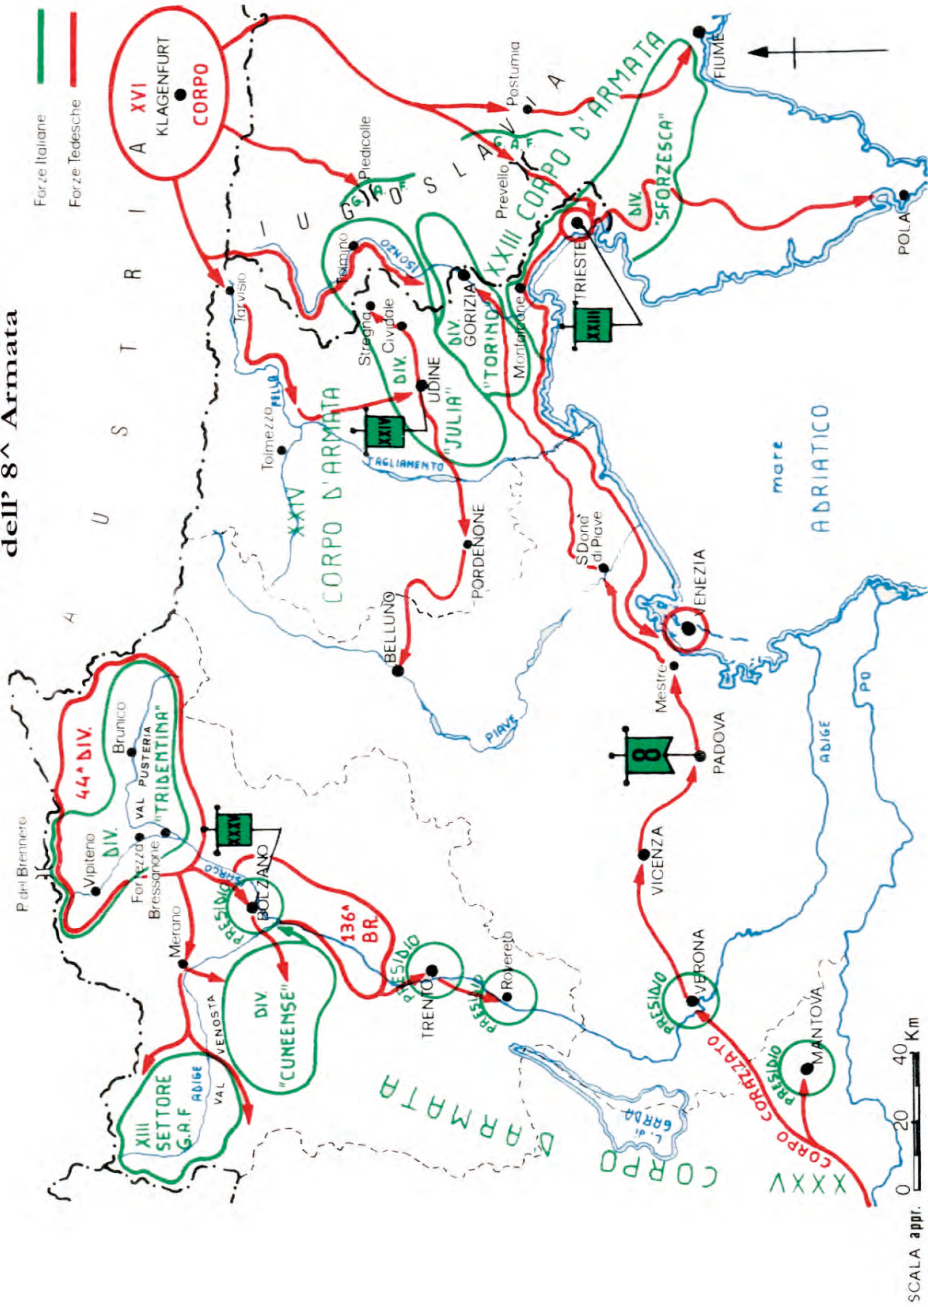 dell' 8^ Armata
Forze Italiane
Forze Tedesche
A U S T R I A
XVI
KLAGENFURT
CORPO
P. del Brennero
44ª DIV.
Vipiteno
DIV.
Brunico
VAL PUSTERIA
Fortezza
Bressanone
"TRIDENTINA"
Merano
XXXV
PRESIDIO
BOLZANO
XIII
SETTORE
G.A.F
ADIGE
VAL VENOSTA
DIV.
"CUNEENSE"
136ª
BR.
PRESIDIO
TRENTO
PRESIDIO
Rovereto
L. di
GARDA
XXXV CORPO D'ARMATA
CORPO CORAZZATO
PRESIDIO
VERONA
PRESIDIO
MANTOVA
VICENZA
8
PADOVA
Mestre
VENEZIA
ADIGE
PO
PIAVE
BELLUNO
PORDENONE
S. Donà
di Piave
Tolmezzo
FELLA
Tarvisio
XXIV
CORPO D'ARMATA
TAGLIAMENTO
XXIV
UDINE
DIV.
"JULIA"
Stregna
Cividale
Tolmino
ISONZO
DIV.
"TORINO"
GORIZIA
Monfalcone
IUGOSLAVIA
G.A.F.
Piedicolle
G.A.F.
Prevello
Postumia
XXIII CORPO D'ARMATA
XXIII
TRIESTE
DIV.
"SFORZESCA"
FIUME
POLA
mare
ADRIATICO
SCALA appr. 0 20 40 Km